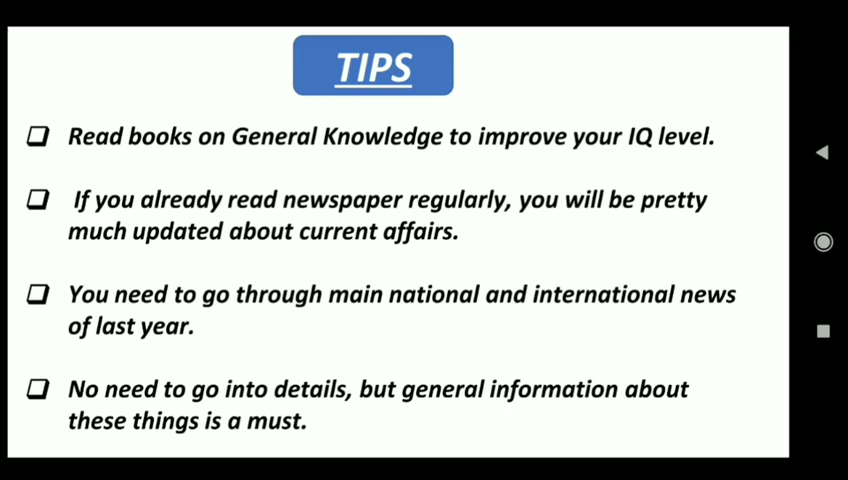 TIPS
Read books on General Knowledge to improve your IQ level.
If you already read newspaper regularly, you will be pretty
much updated about current affairs.
You need to go through main national and international news
of last year.
No need to go into details, but general information about
these things is a must.